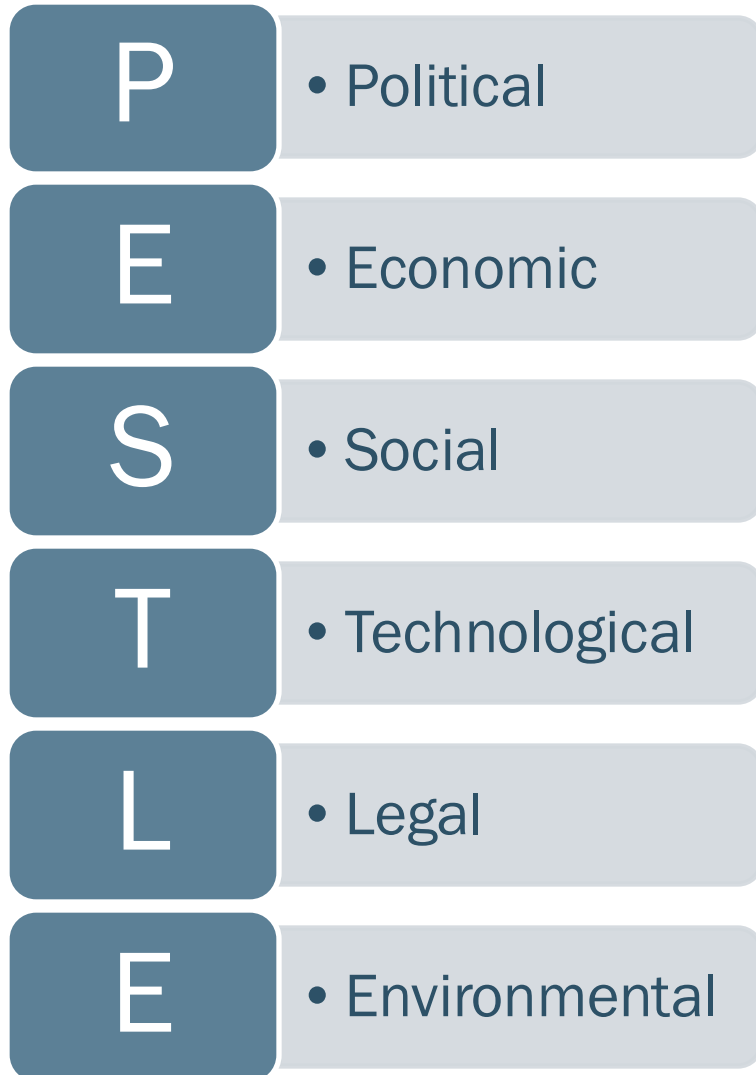 P
• Political
E
• Economic
S
• Social
T
• Technological
L
• Legal
E
• Environmental